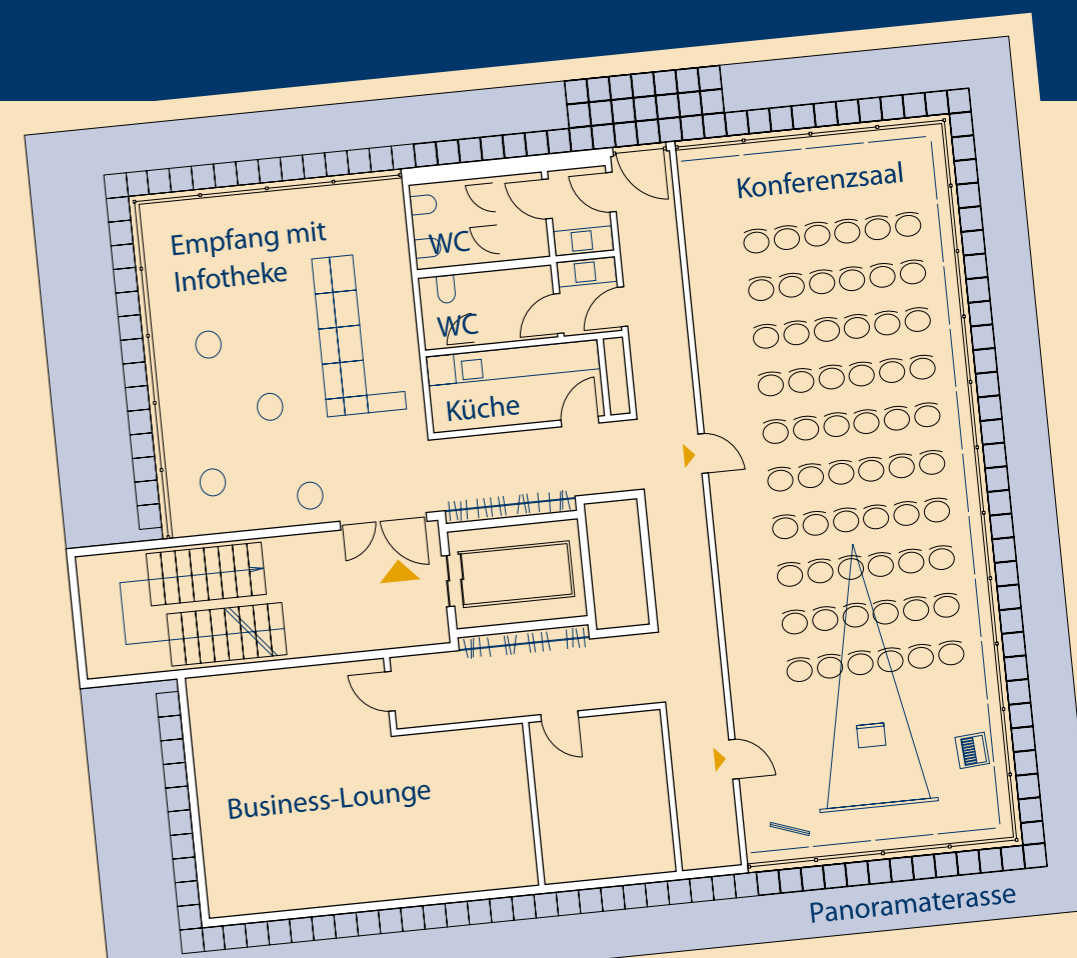 Konferenzsaal
Empfang mit
Infotheke
WC
WC
Küche
Business-Lounge
Panoramaterasse